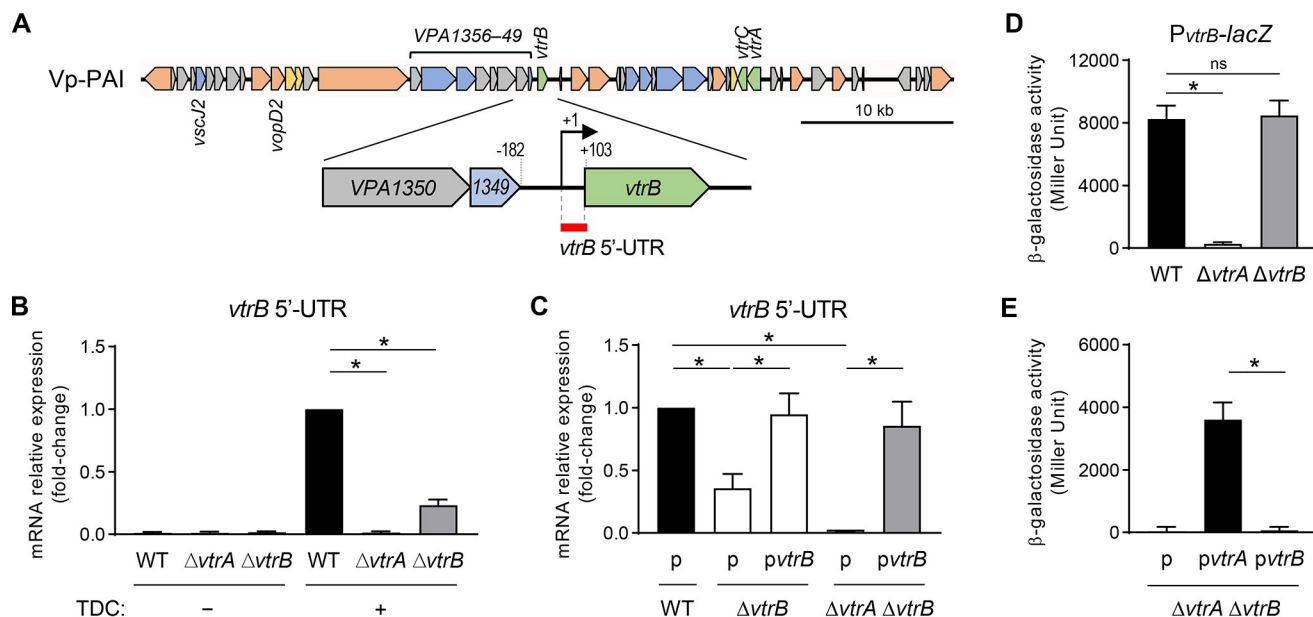 A
VPA1356–49
vtrB
vtrC
vtrA
Vp-PAI
vscJ2
vopD2
10 kb
+1
-182
+103
VPA1350
1349
vtrB
vtrB 5'-UTR
B
vtrB 5'-UTR
mRNA relative expression
(fold-change)
1.5
1.0
0.5
0.0
*
*
WT ΔvtrA ΔvtrB WT ΔvtrA ΔvtrB
TDC: – +
C
vtrB 5'-UTR
mRNA relative expression
(fold-change)
1.5
1.0
0.5
0.0
*
* * *
p p pvtrB p pvtrB
WT ΔvtrB ΔvtrA ΔvtrB
D
PvtrB-lacZ
β-galactosidase activity
(Miller Unit)
12000
8000
4000
0
ns
*
WT ΔvtrA ΔvtrB
E
β-galactosidase activity
(Miller Unit)
6000
4000
2000
0
*
p pvtrA pvtrB
ΔvtrA ΔvtrB